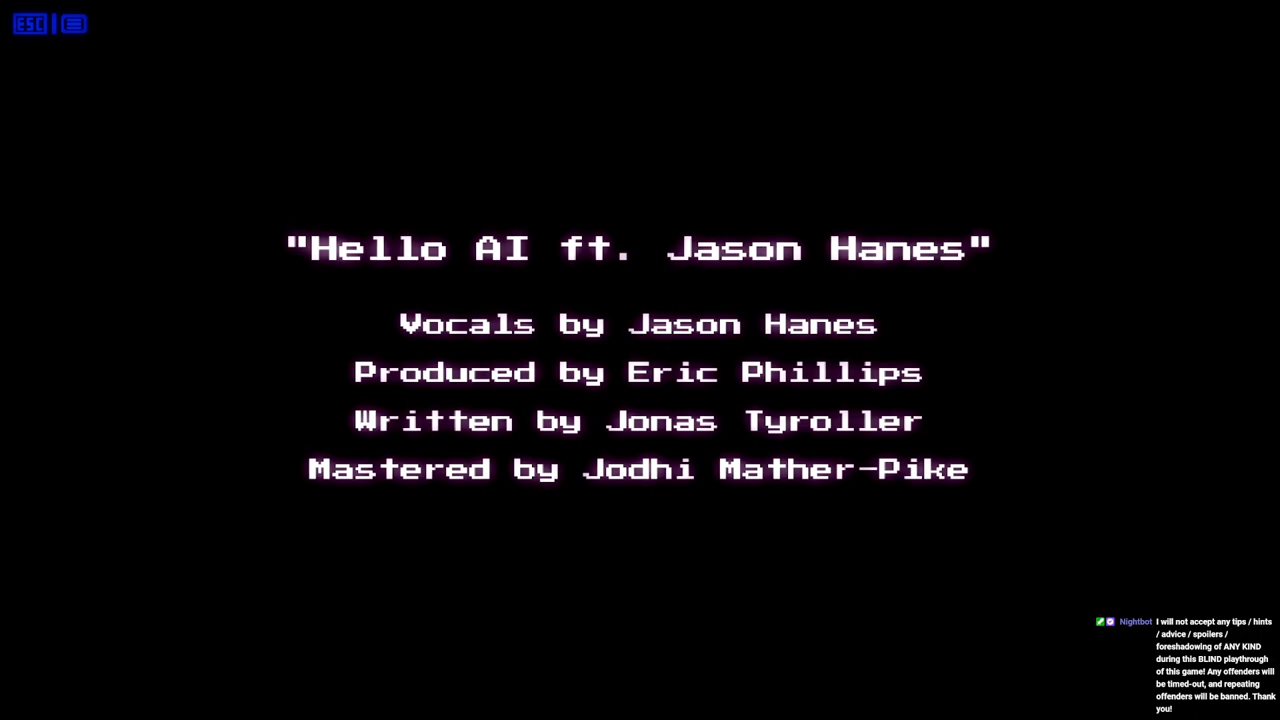 ESC
"Hello AI ft. Jason Hanes"
Vocals by Jason Hanes
Produced by Eric Phillips
Written by Jonas Tyroller
Mastered by Jodhi Mather-Pike
Nightbot I will not accept any tips / hints
/ advice / spoilers /
foreshadowing of ANY KIND
during this BLIND playthrough
of this game! Any offenders will
be timed-out, and repeating
offenders will be banned. Thank
you!